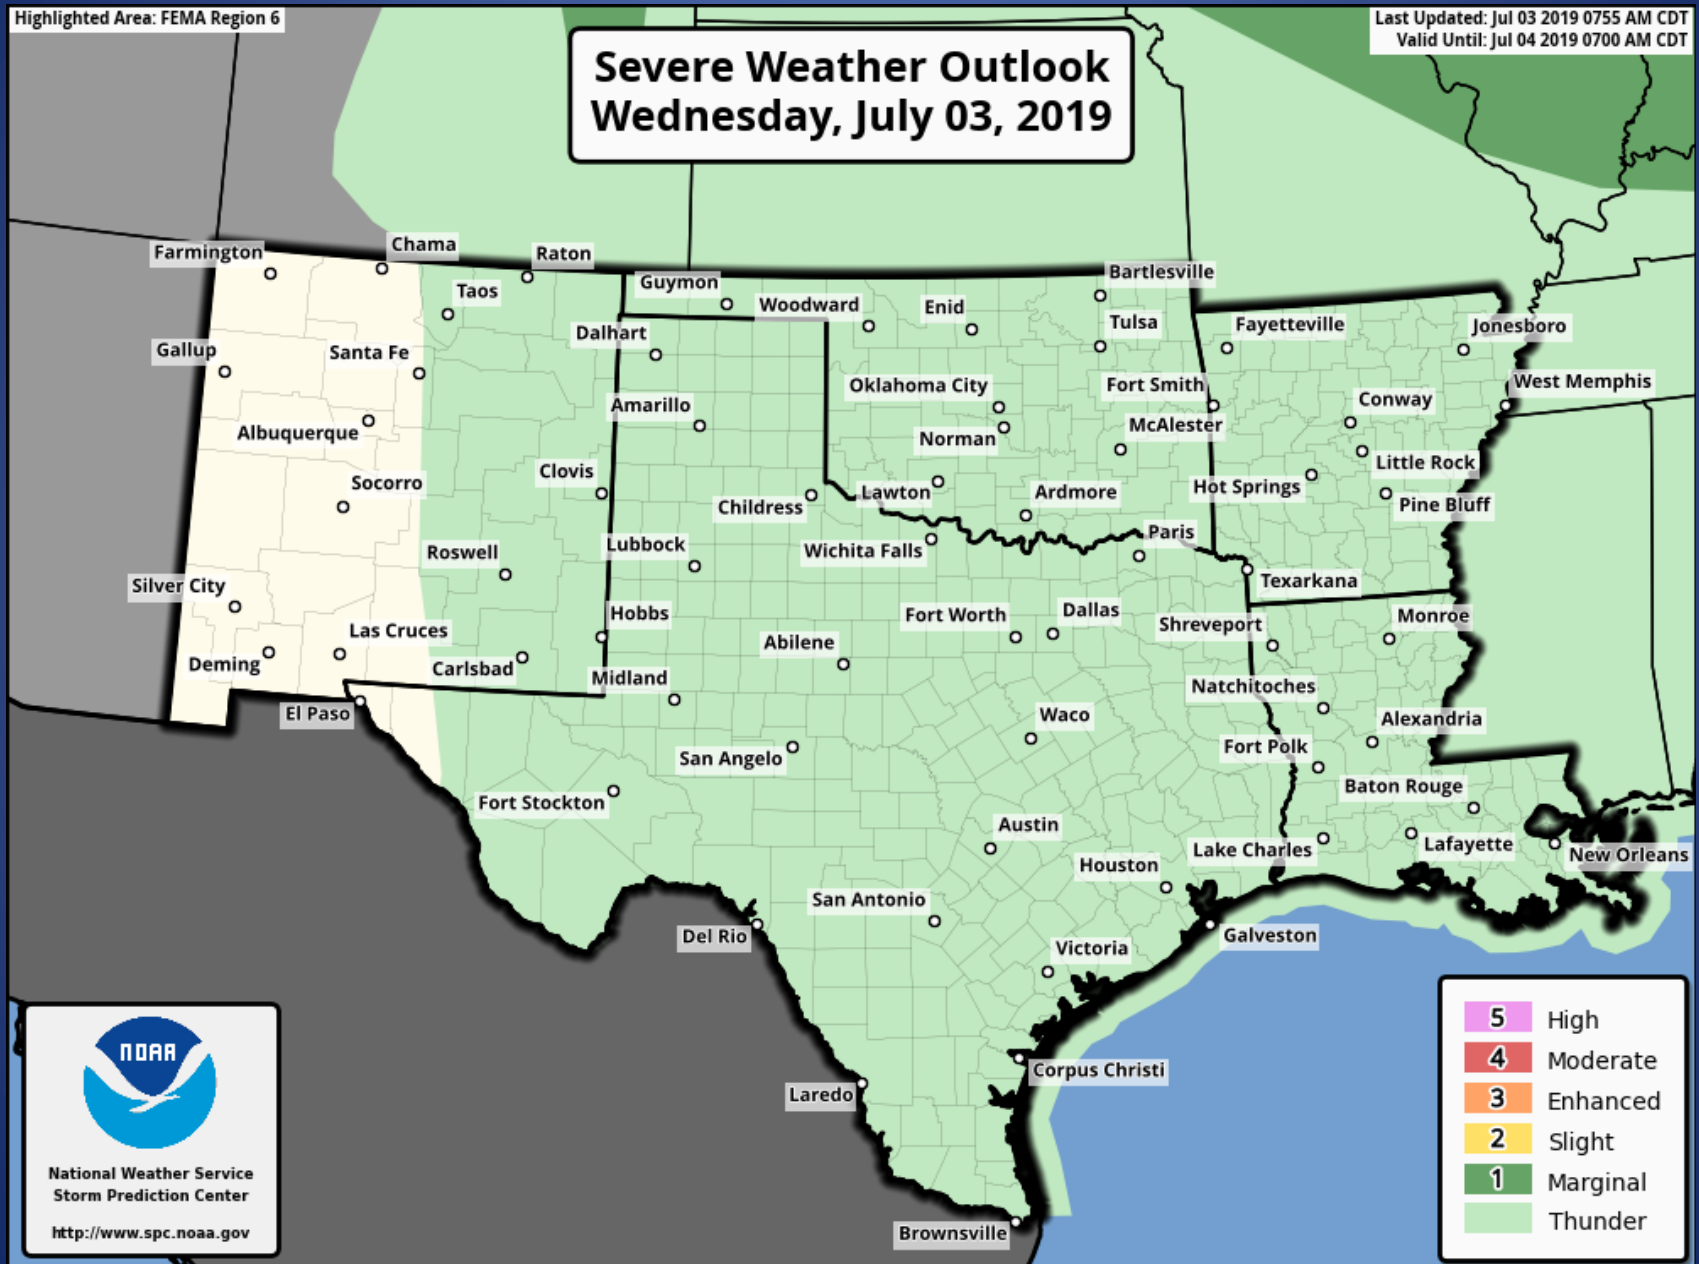 Highlighted Area: FEMA Region 6
Last Updated: Jul 03 2019 0755 AM CDT
Valid Until: Jul 04 2019 0700 AM CDT
Severe Weather Outlook
Wednesday, July 03, 2019
Farmington
Chama
Raton
Guymon
Bartlesville
Taos
Woodward
Enid
Tulsa
Fayetteville
Jonesboro
Dalhart
Gallup
Santa Fe
West Memphis
Oklahoma City
Fort Smith
Conway
Amarillo
McAlester
Albuquerque
Norman
Little Rock
Clovis
Socorro
Hot Springs
Lawton
Ardmore
Childress
Pine Bluff
Paris
Lubbock
Wichita Falls
Roswell
Texarkana
Silver City
Hobbs
Fort Worth
Dallas
Monroe
Shreveport
Las Cruces
Abilene
Deming
Carlsbad
Midland
Natchitoches
El Paso
Waco
Alexandria
Fort Polk
San Angelo
Baton Rouge
Fort Stockton
Austin
Lake Charles
Lafayette
New Orleans
Houston
San Antonio
Del Rio
Galveston
Victoria
Corpus Christi
Laredo
Brownsville
NOAA
National Weather Service
Storm Prediction Center
http://www.spc.noaa.gov
5 High
4 Moderate
3 Enhanced
2 Slight
1 Marginal
Thunder